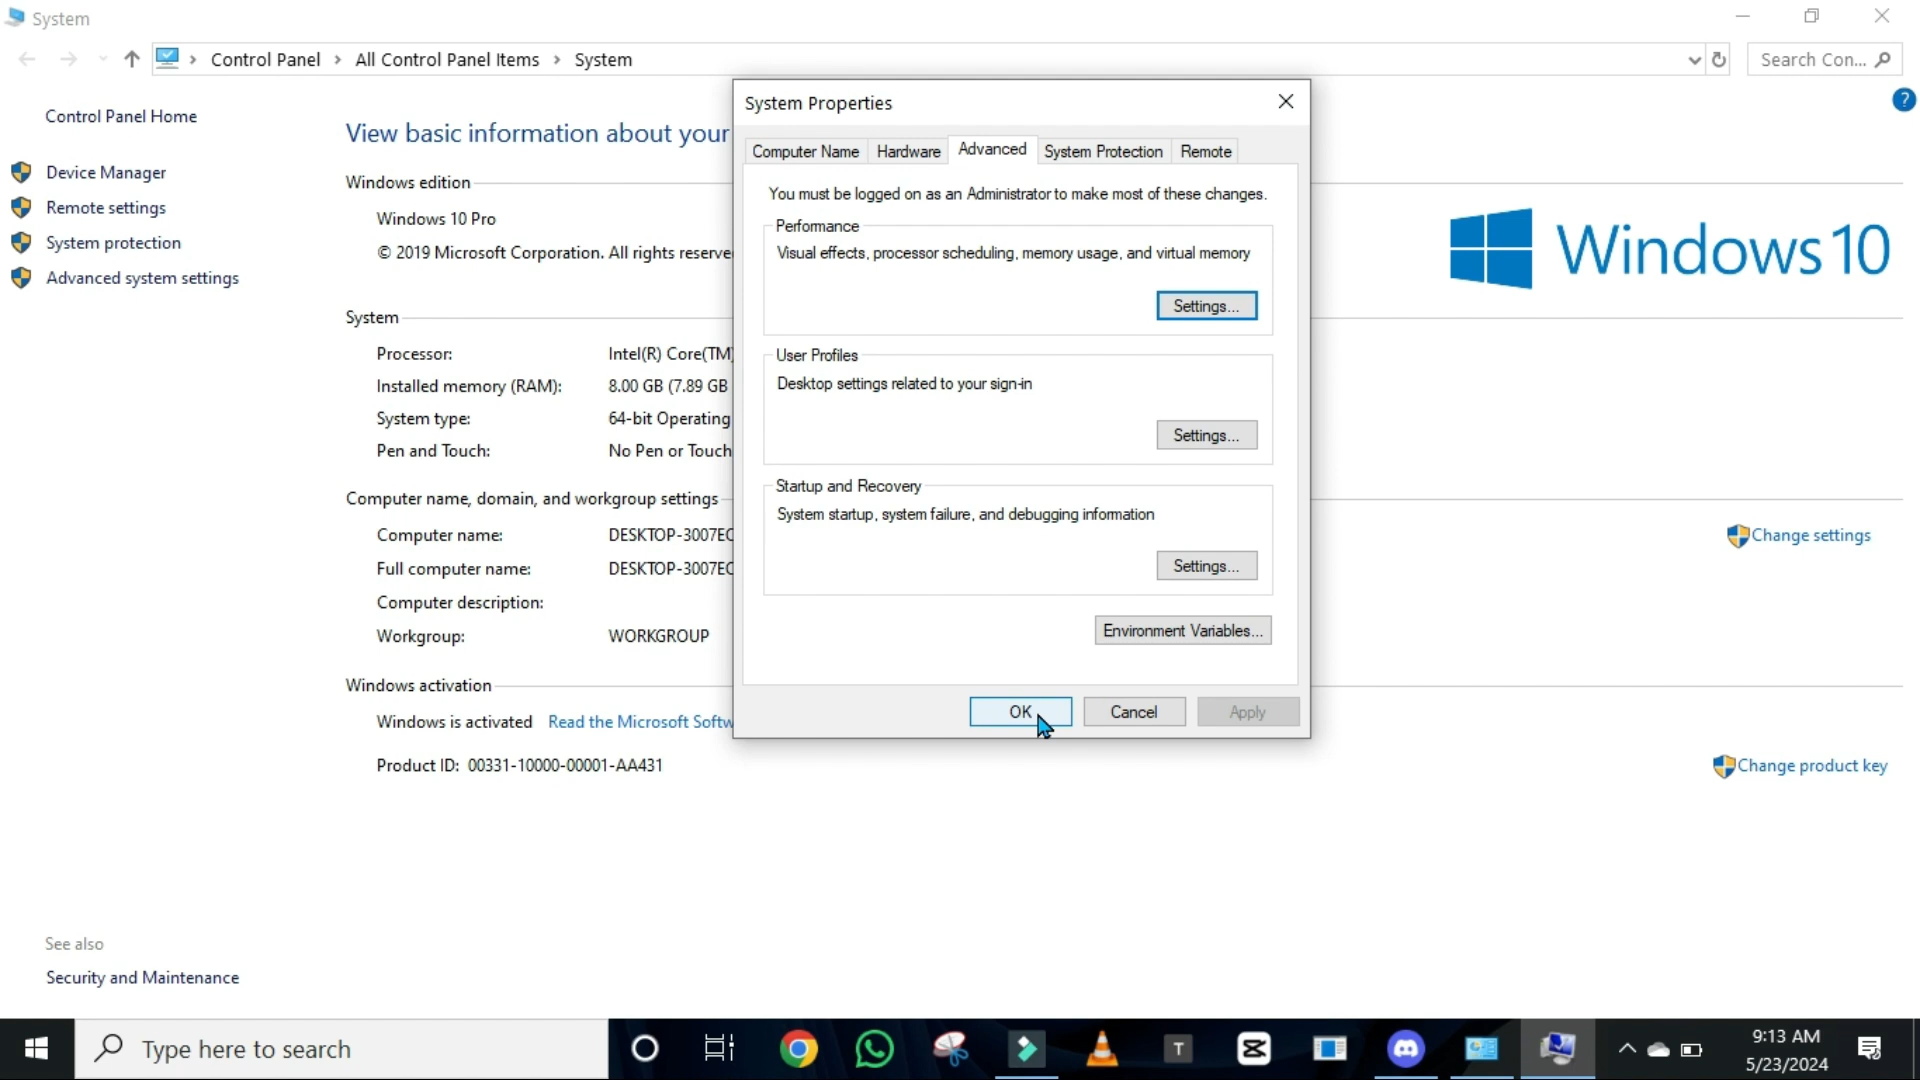 System
Control Panel > All Control Panel Items > System
Search Con...
Control Panel Home
Device Manager
Remote settings
System protection
Advanced system settings
See also
Security and Maintenance
View basic information about your
Windows edition
Windows 10 Pro
© 2019 Microsoft Corporation. All rights reserve
Windows 10
System
Processor: Intel(R) Core(TM)
Installed memory (RAM): 8.00 GB (7.89 GB
System type: 64-bit Operating
Pen and Touch: No Pen or Touch
Computer name, domain, and workgroup settings
Computer name: DESKTOP-3007EC
Full computer name: DESKTOP-3007EC
Computer description:
Workgroup: WORKGROUP
Change settings
Windows activation
Windows is activated Read the Microsoft Softw
Product ID: 00331-10000-00001-AA431
Change product key
System Properties
Computer Name Hardware Advanced System Protection Remote
You must be logged on as an Administrator to make most of these changes.
Performance
Visual effects, processor scheduling, memory usage, and virtual memory
Settings...
User Profiles
Desktop settings related to your sign-in
Settings...
Startup and Recovery
System startup, system failure, and debugging information
Settings...
Environment Variables...
OK Cancel Apply
Type here to search
T
9:13 AM
5/23/2024